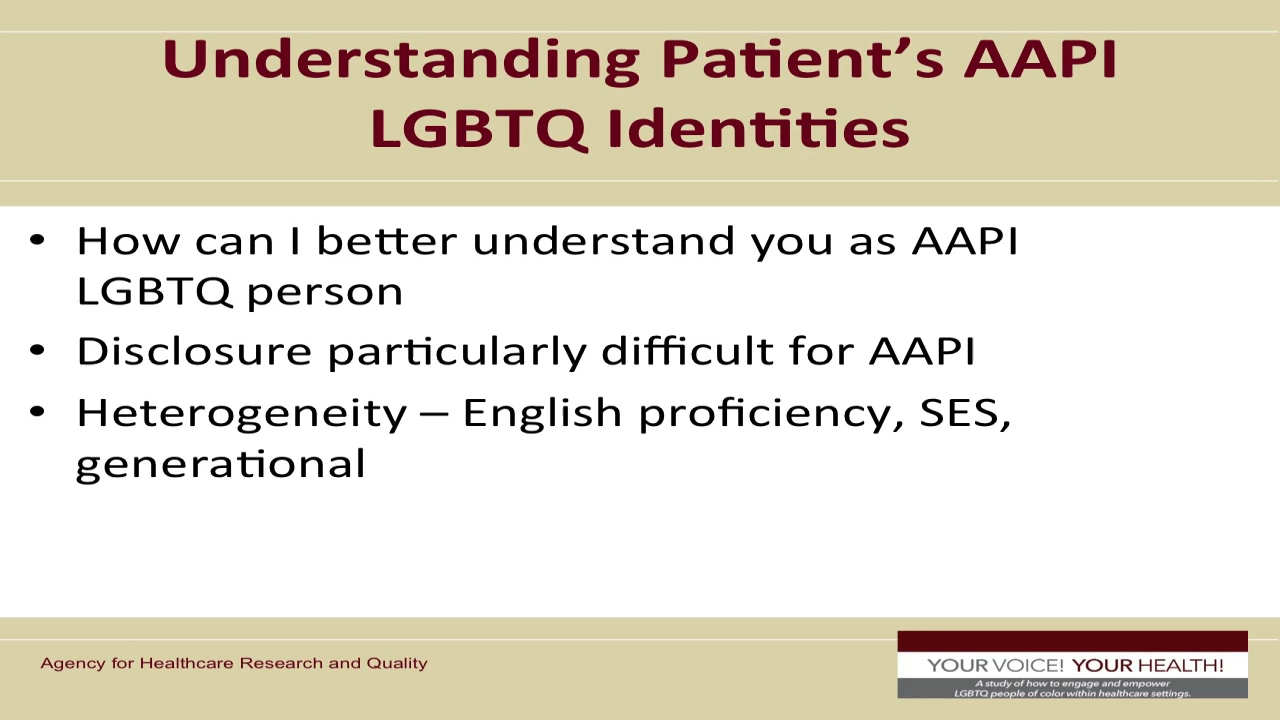 Understanding Patient’s AAPI
LGBTQ Identities
• How can I better understand you as AAPI
LGBTQ person
• Disclosure particularly difficult for AAPI
• Heterogeneity – English proficiency, SES,
generational
Agency for Healthcare Research and Quality
YOUR VOICE! YOUR HEALTH!
A study of how to engage and empower
LGBTQ people of color within healthcare settings.